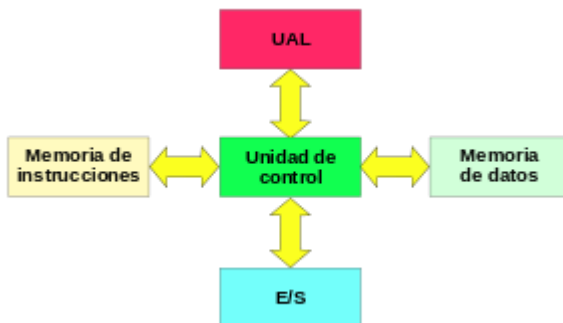 UAL
Memoria de
instrucciones
Unidad de
control
Memoria
de datos
E/S